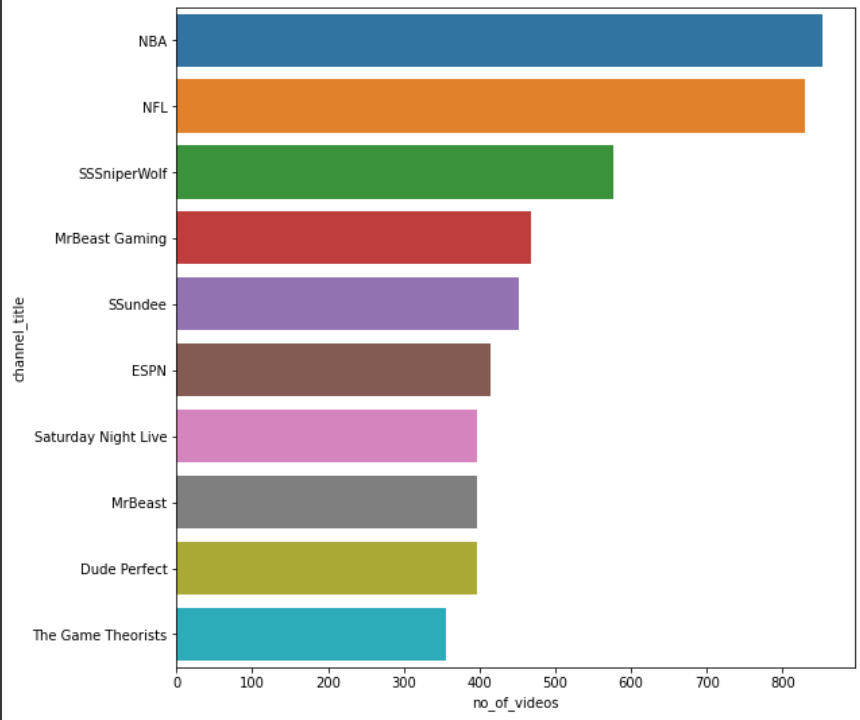 NBA
NFL
SSSniperWolf
MrBeast Gaming
SSundee
ESPN
Saturday Night Live
MrBeast
Dude Perfect
The Game Theorists
channel_title
0 100 200 300 400 500 600 700 800
no_of_videos